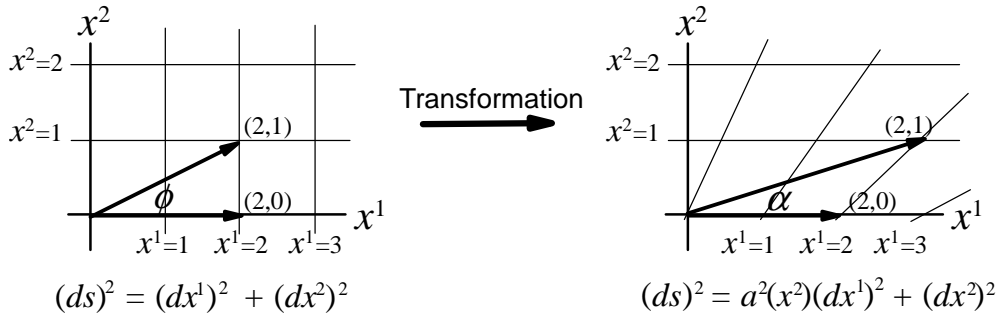 x² x²
x²=2 x²=2
Transformation
x²=1 (2,1) x²=1 (2,1)
ϕ (2,0) x¹ α (2,0) x¹
x¹=1 x¹=2 x¹=3 x¹=1 x¹=2 x¹=3
(ds)² = (dx¹)² + (dx²)² (ds)² = a²(x²)(dx¹)² + (dx²)²